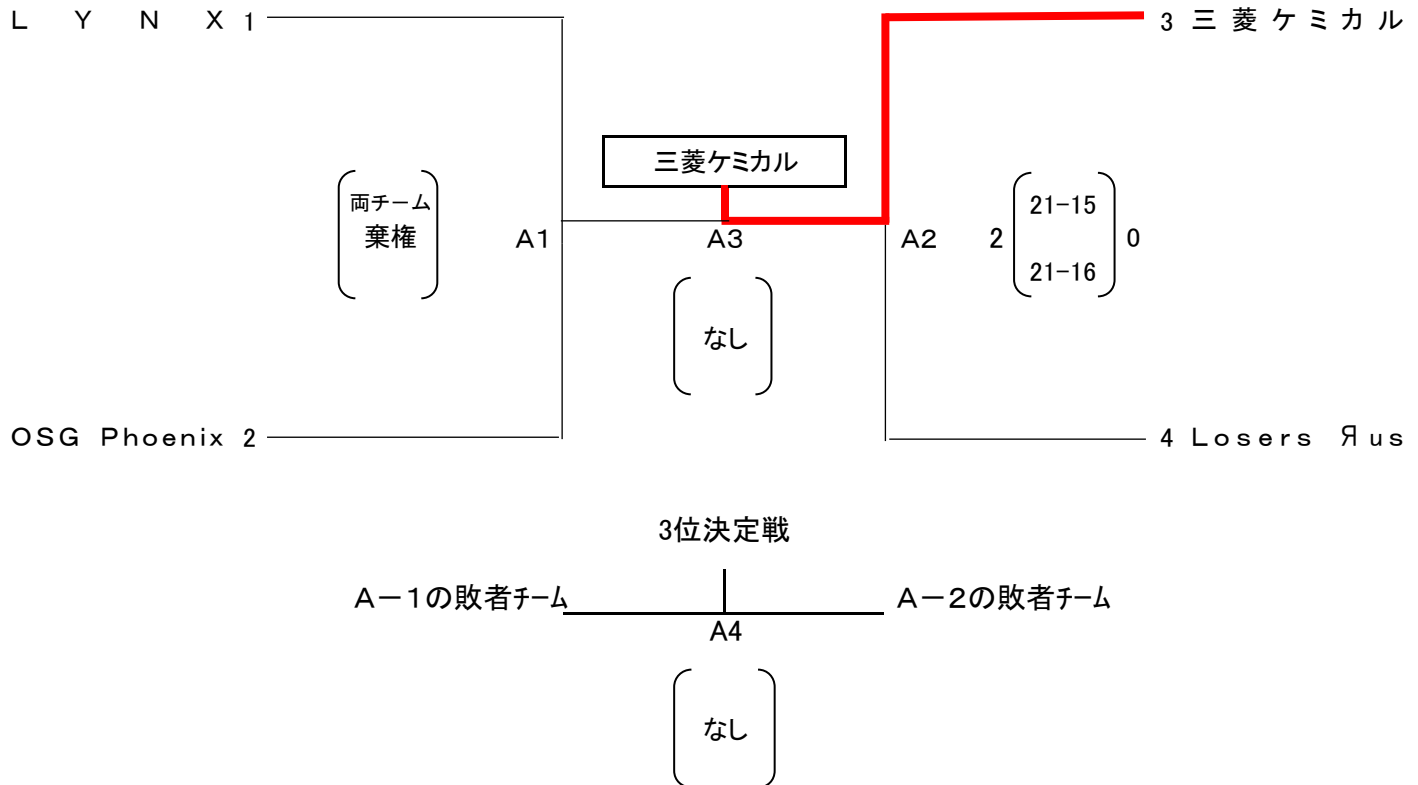 L Y N X 1
3 三菱ケミカル
三菱ケミカル
両チーム
棄権
A1
A3
A2
2
21-15
21-16
0
なし
OSG Phoenix 2
4 Losers Яus
3位決定戦
A－1の敗者チーム
A－2の敗者チーム
A4
なし